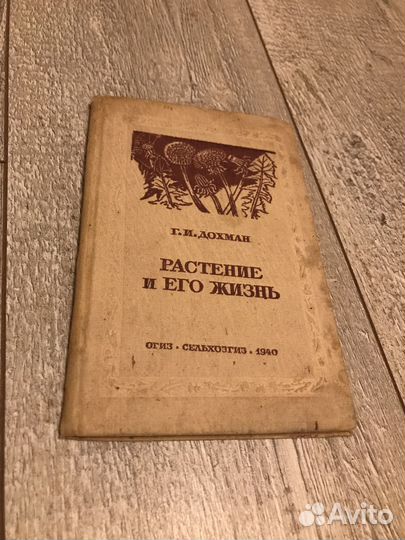 Г.И.ДОХМАН
РАСТЕНИЕ
И ЕГО ЖИЗНЬ
ОГИЗ • СЕЛЬХОЗГИЗ • 1940
Avito